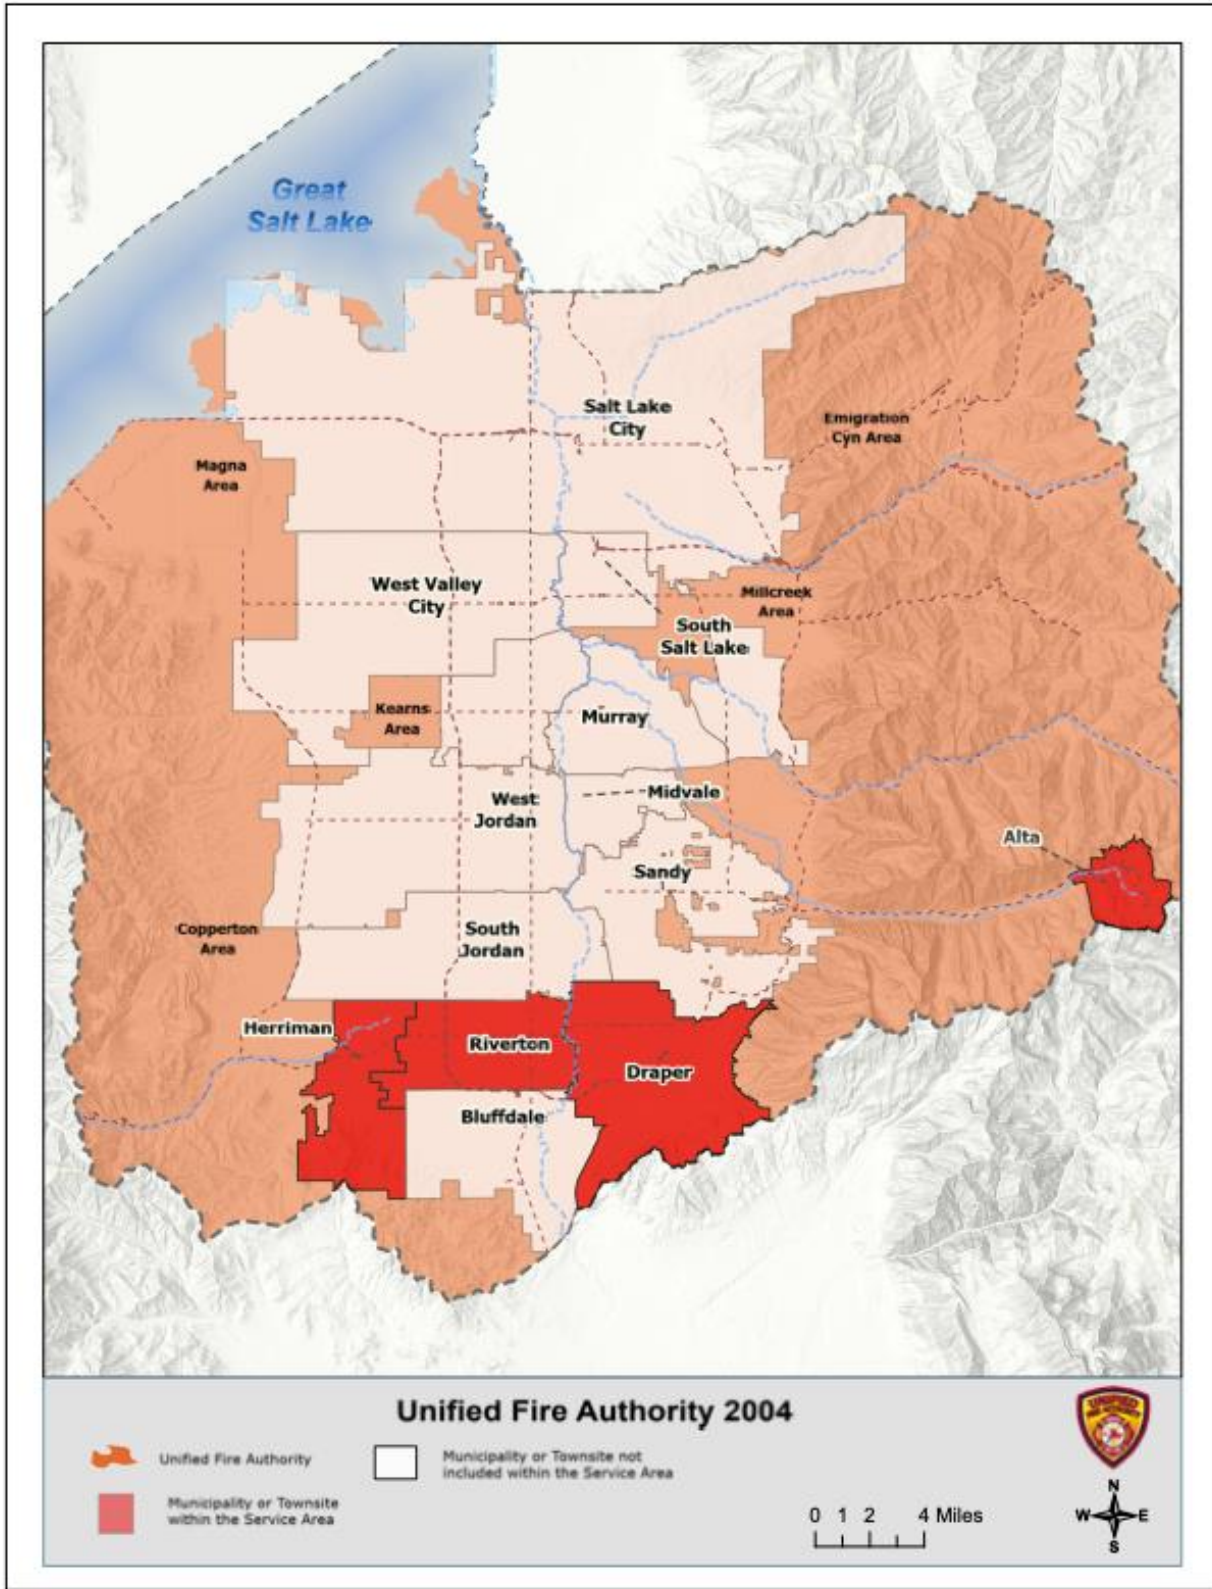 Great
Salt Lake
Salt Lake
City
Emigration
Cyn Area
Magna
Area
West Valley
City
Millcreek
Area
South
Salt Lake
Kearns
Area
Murray
West
Jordan
Midvale
Alta
Sandy
Copperton
Area
South
Jordan
Herriman
Riverton
Draper
Bluffdale
Unified Fire Authority 2004
Unified Fire Authority
Municipality or Townsite not
included within the Service Area
Municipality or Townsite
within the Service Area
0 1 2 4 Miles
UNIFIED
FIRE AUTHORITY
N
W E
S